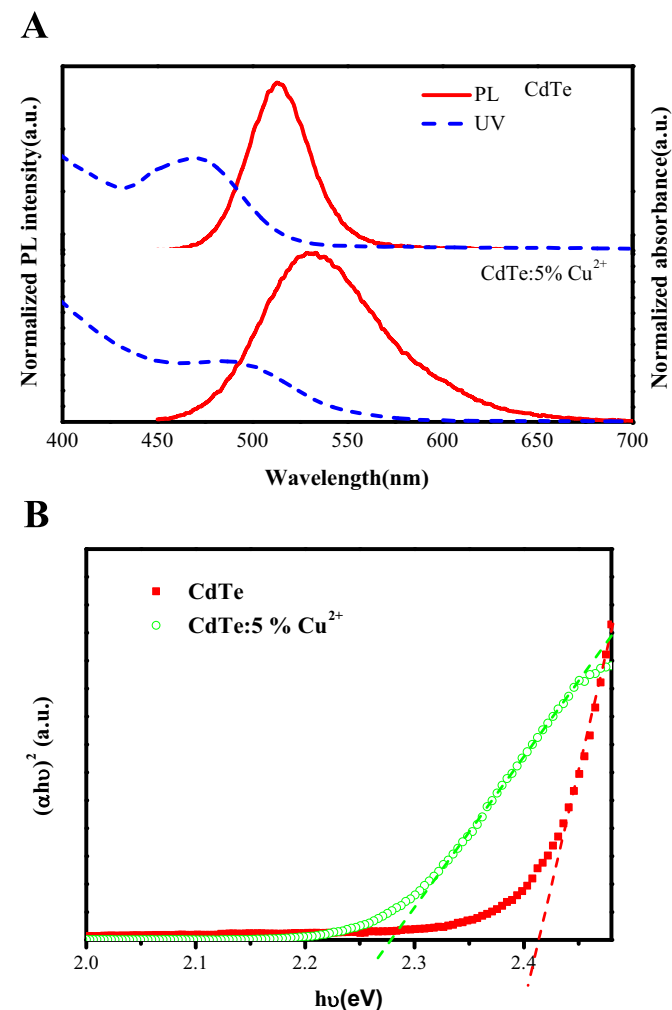 A
Normalized PL intensity(a.u.)
Normalized absorbance(a.u.)
PL CdTe
UV
CdTe:5% Cu²⁺
400 450 500 550 600 650 700
Wavelength(nm)
B
(αhυ)² (a.u.)
CdTe
CdTe:5 % Cu²⁺
2.0 2.1 2.2 2.3 2.4
hυ(eV)